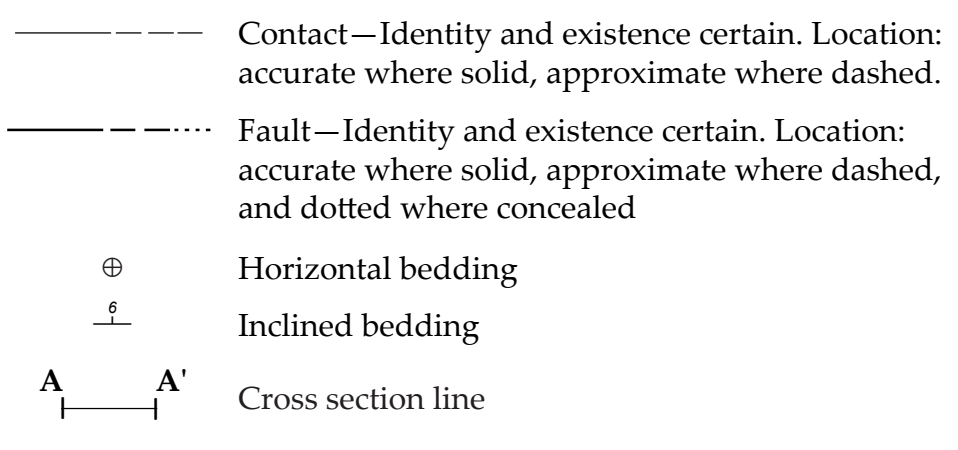 Contact—Identity and existence certain. Location:
accurate where solid, approximate where dashed.
Fault—Identity and existence certain. Location:
accurate where solid, approximate where dashed,
and dotted where concealed
Horizontal bedding
6
Inclined bedding
A A'
Cross section line